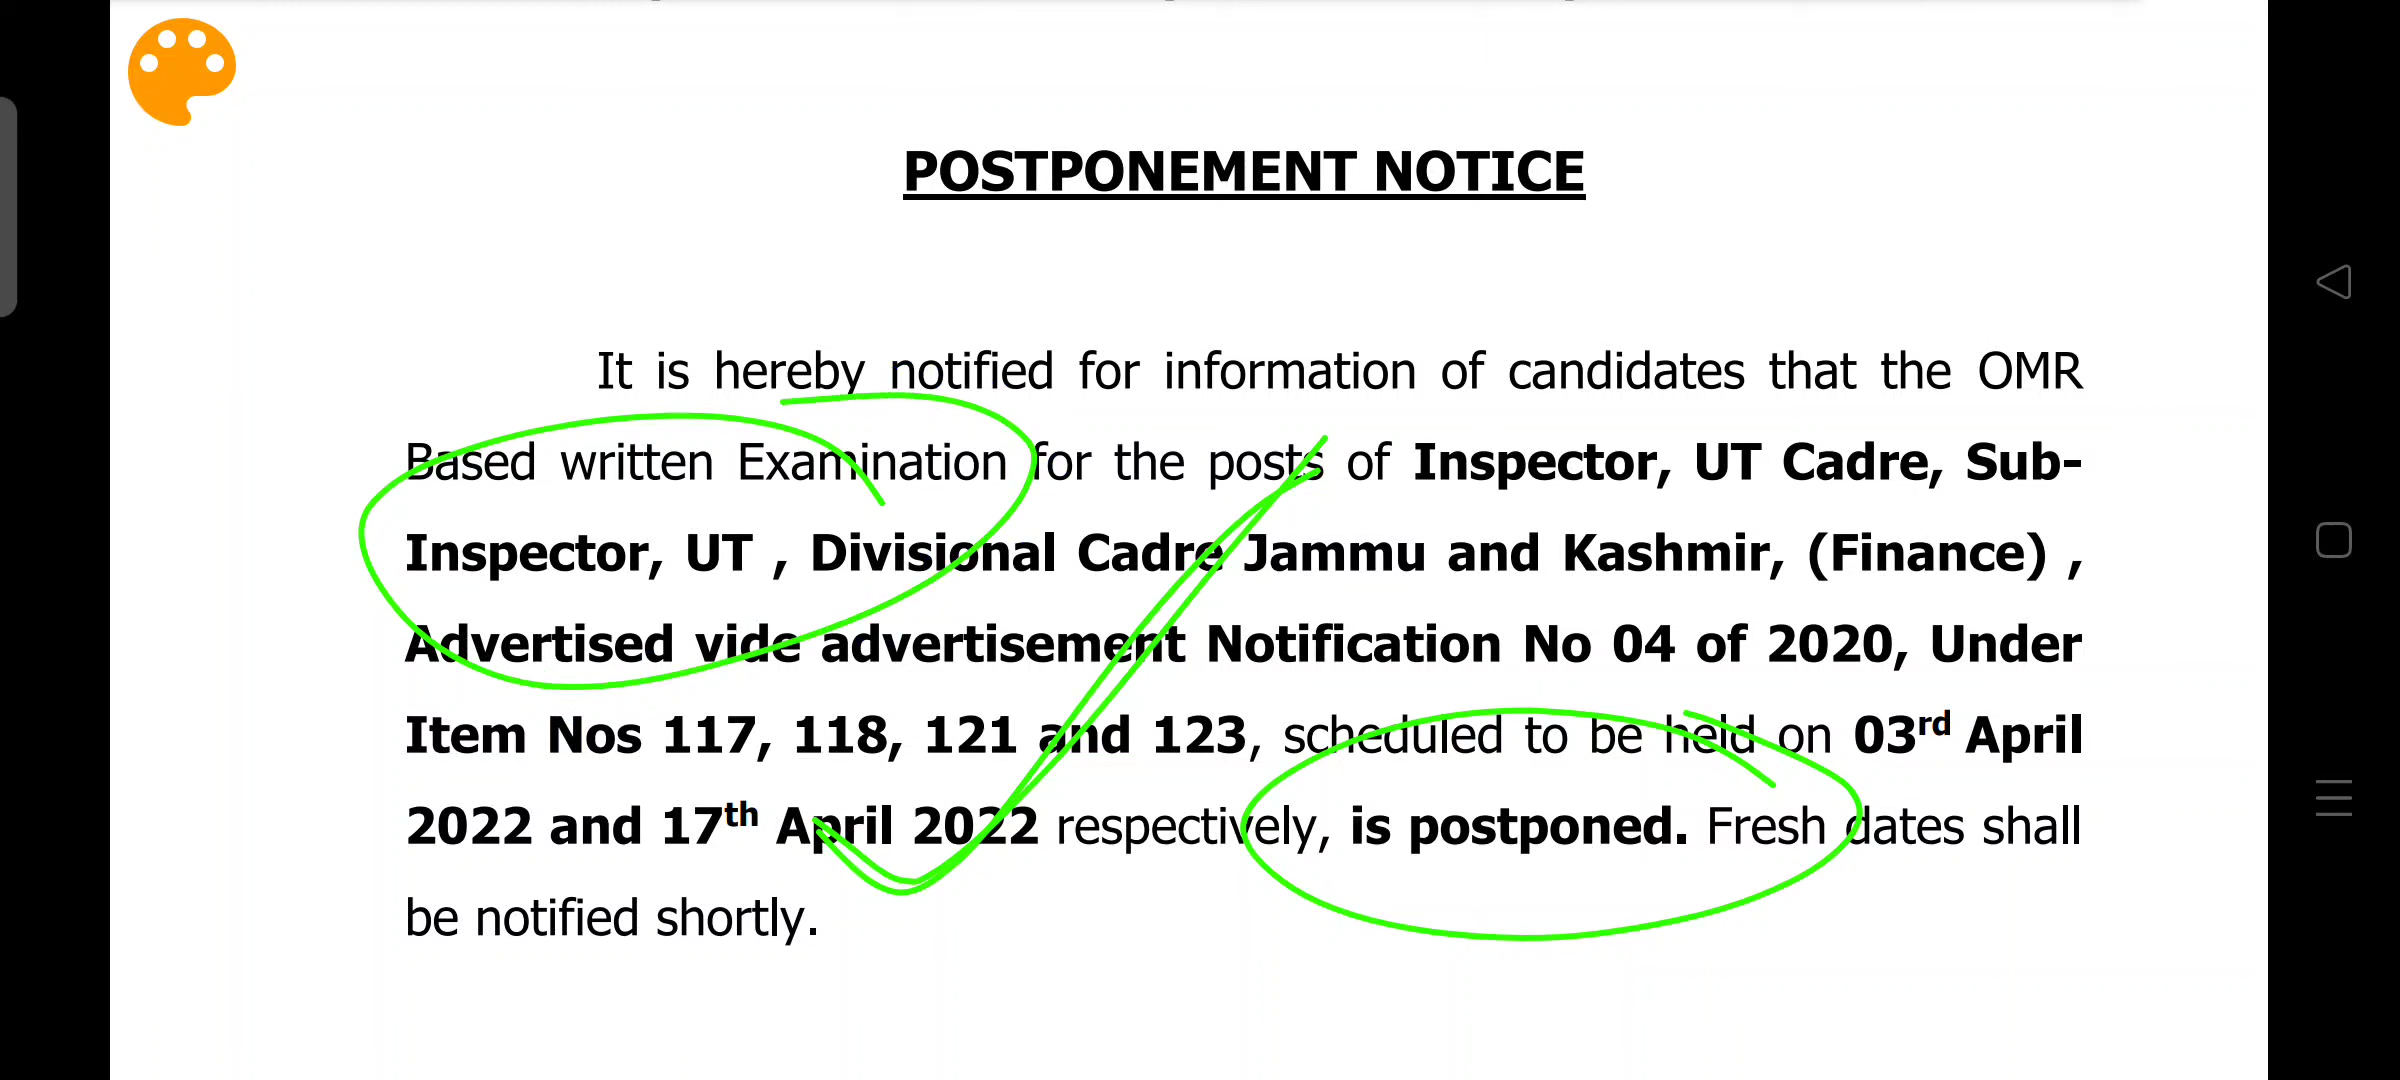 POSTPONEMENT NOTICE
It is hereby notified for information of candidates that the OMR
Based written Examination for the posts of Inspector, UT Cadre, Sub-
Inspector, UT , Divisional Cadre Jammu and Kashmir, (Finance) ,
Advertised vide advertisement Notification No 04 of 2020, Under
Item Nos 117, 118, 121 and 123, scheduled to be held on 03rd April
2022 and 17th April 2022 respectively, is postponed. Fresh dates shall
be notified shortly.